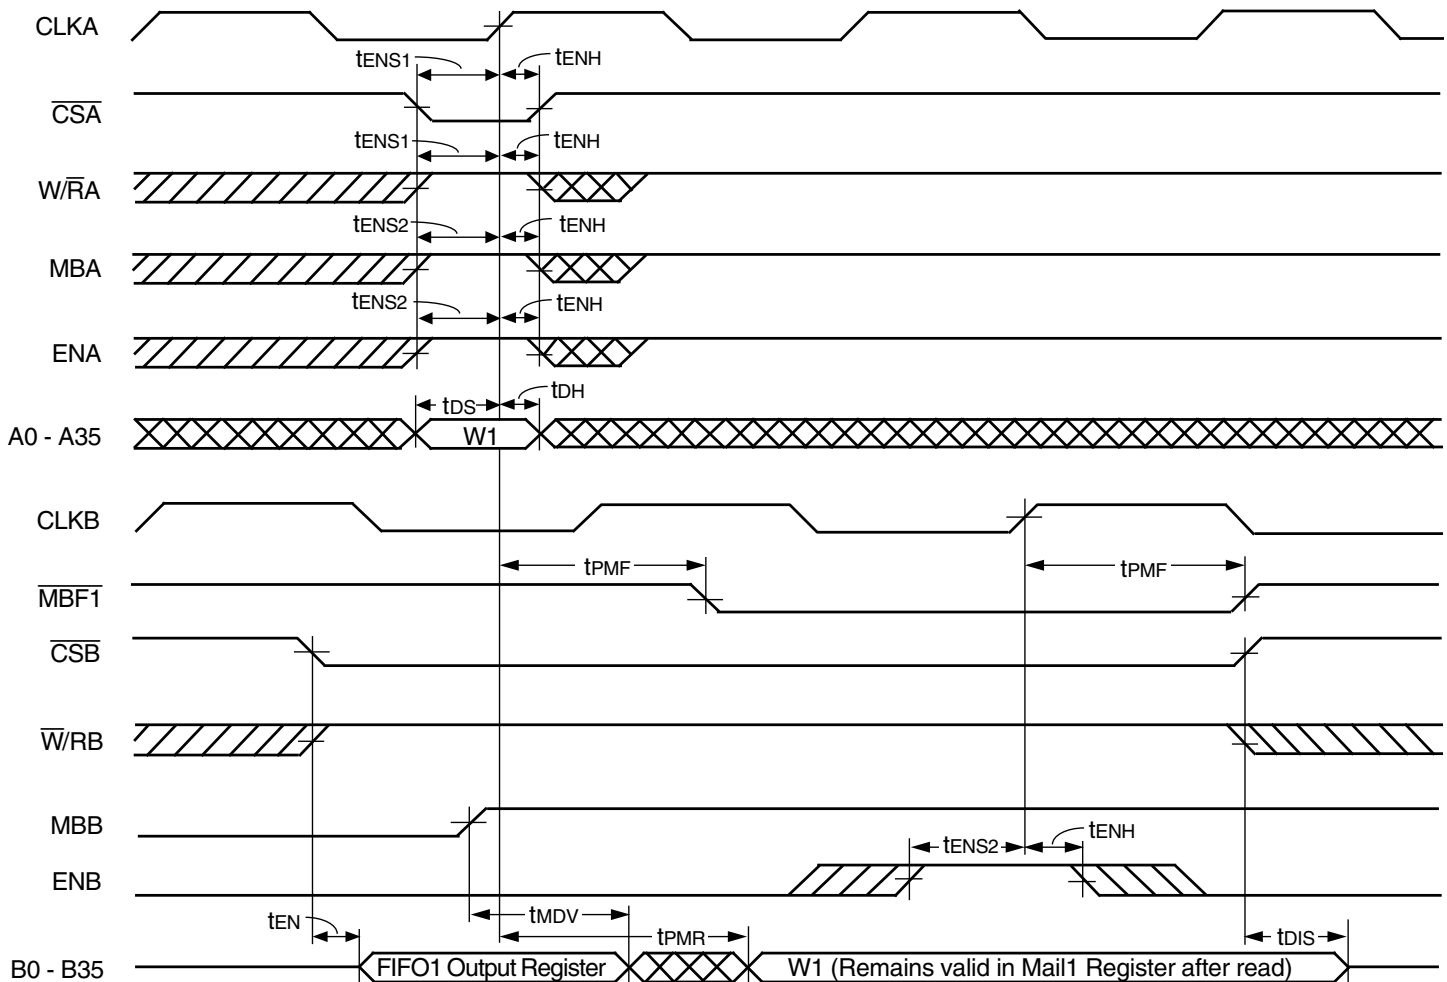 CLKA
tENS1 tENH
CSA
tENS1 tENH
W/RA
tENS2 tENH
MBA
tENS2 tENH
ENA
tDS tDH
A0 - A35 W1
CLKB
tPMF tPMF
MBF1
CSB
W/RB
MBB
tENS2 tENH
ENB
tEN tMDV
tPMR tDIS
B0 - B35 FIFO1 Output Register W1 (Remains valid in Mail1 Register after read)